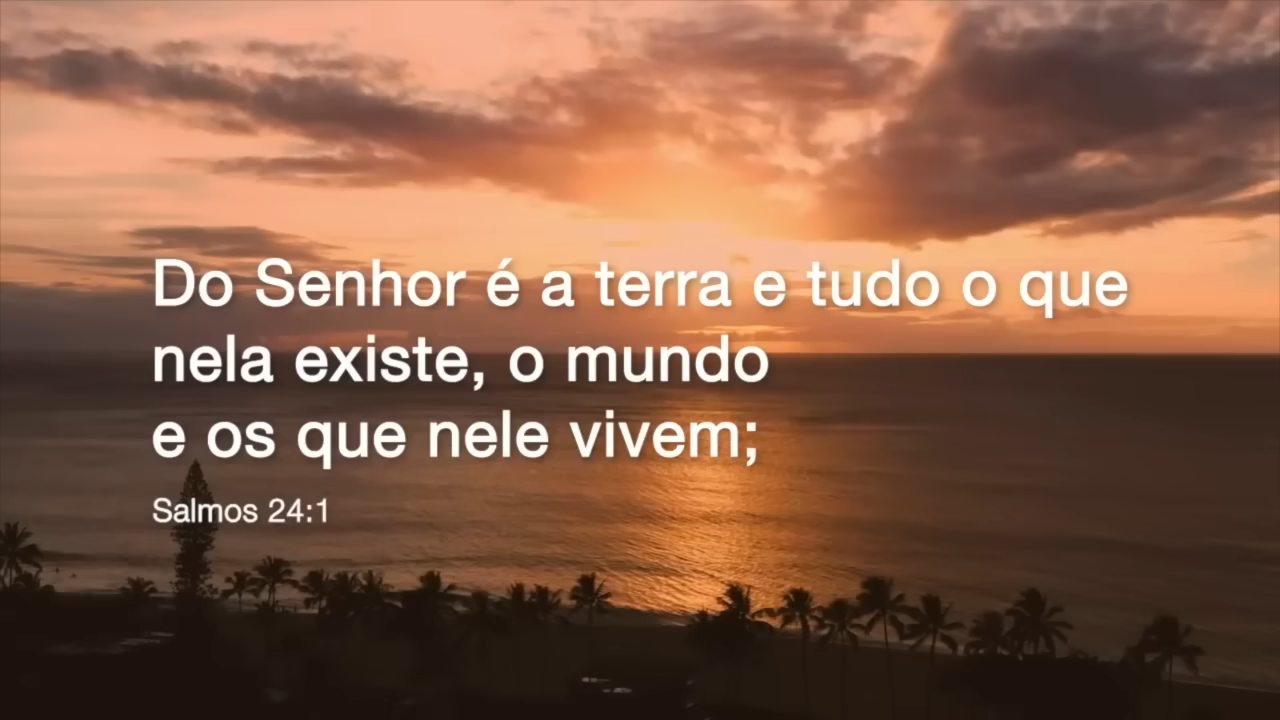 Do Senhor é a terra e tudo o que
nela existe, o mundo
e os que nele vivem;
Salmos 24:1